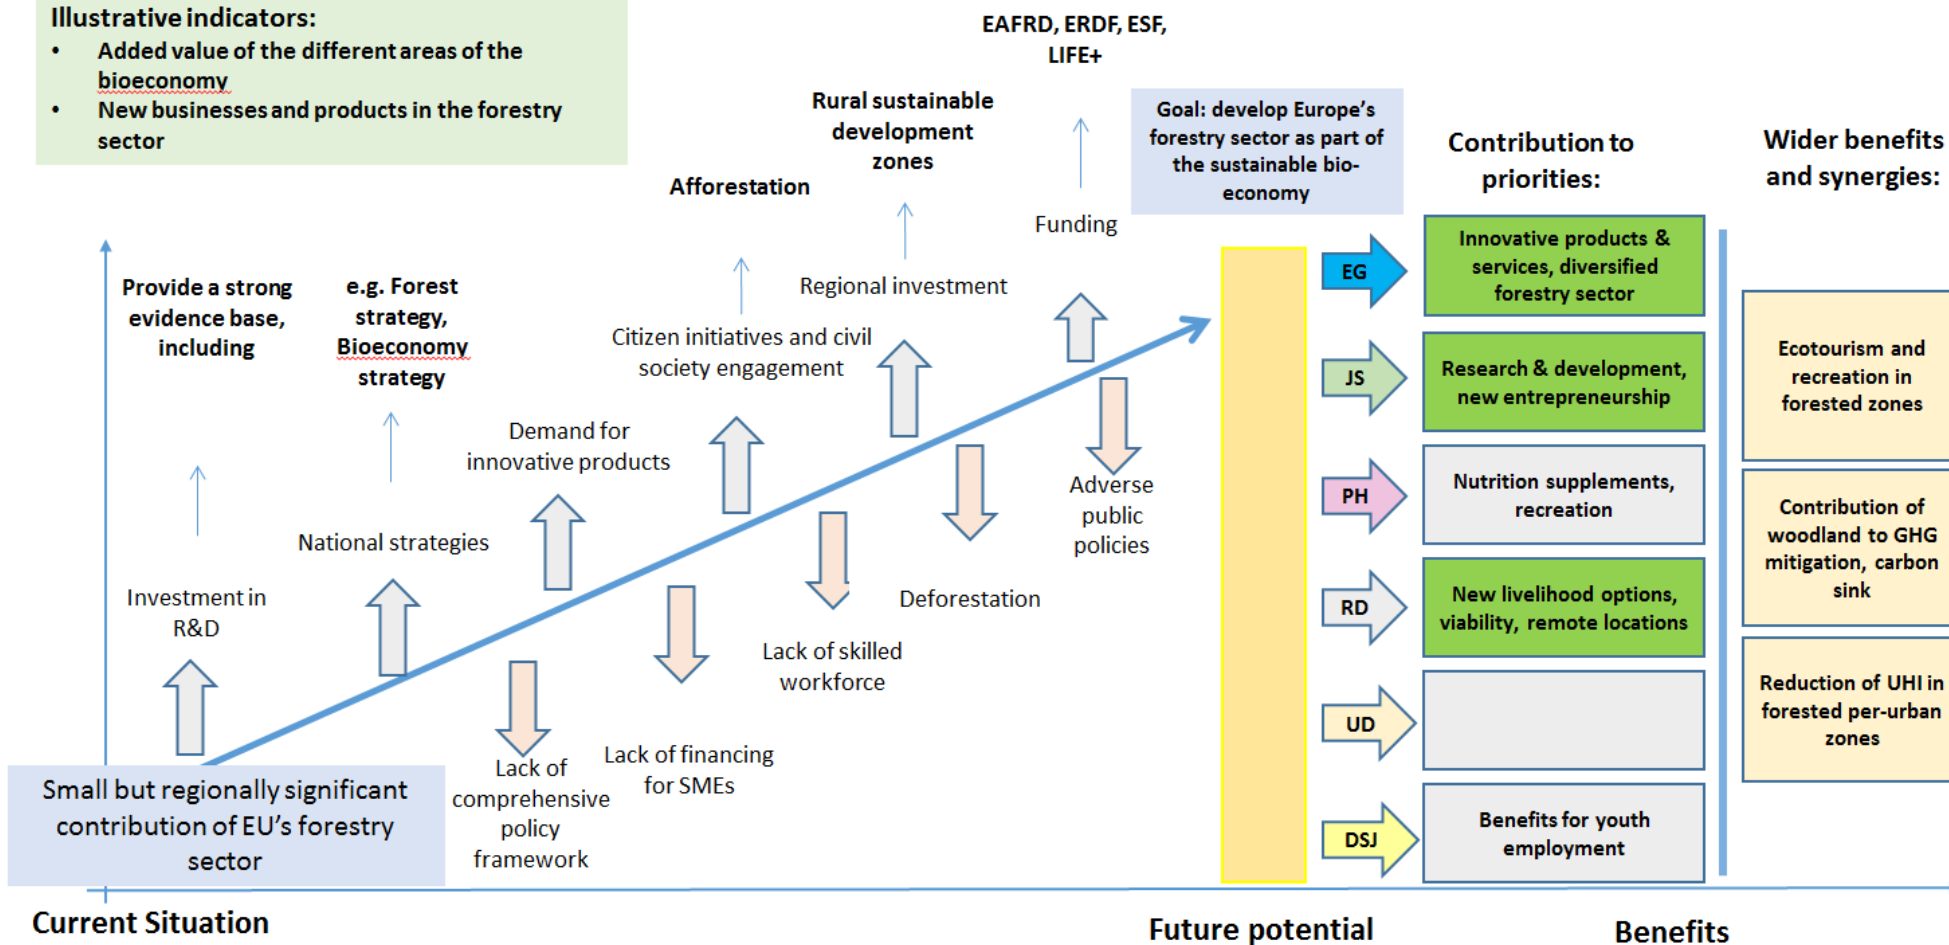 Illustrative indicators:
• Added value of the different areas of the
bioeconomy
• New businesses and products in the forestry
sector
EAFRD, ERDF, ESF,
LIFE+
Rural sustainable
development
zones
Goal: develop Europe’s
forestry sector as part of
the sustainable bio-
economy
Contribution to
priorities:
Wider benefits
and synergies:
Afforestation
Funding
Provide a strong
evidence base,
including
e.g. Forest
strategy,
Bioeconomy
strategy
Regional investment
Citizen initiatives and civil
society engagement
Demand for
innovative products
National strategies
Investment in
R&D
Adverse
public
policies
Deforestation
Lack of skilled
workforce
Lack of financing
for SMEs
Lack of
comprehensive
policy
framework
Small but regionally significant
contribution of EU’s forestry
sector
EG
Innovative products &
services, diversified
forestry sector
JS
Research & development,
new entrepreneurship
PH
Nutrition supplements,
recreation
RD
New livelihood options,
viability, remote locations
UD
DSJ
Benefits for youth
employment
Ecotourism and
recreation in
forested zones
Contribution of
woodland to GHG
mitigation, carbon
sink
Reduction of UHI in
forested per-urban
zones
Current Situation
Future potential
Benefits